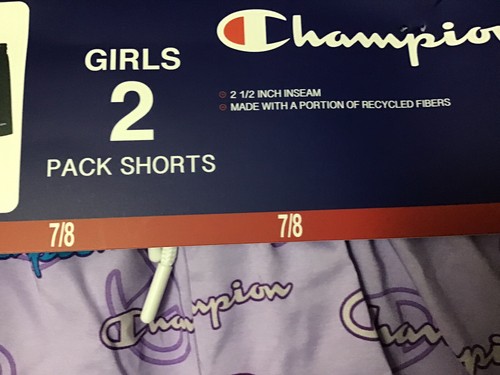 Champion
GIRLS
2
PACK SHORTS
2 1/2 INCH INSEAM
MADE WITH A PORTION OF RECYCLED FIBERS
7/8 7/8
Champion